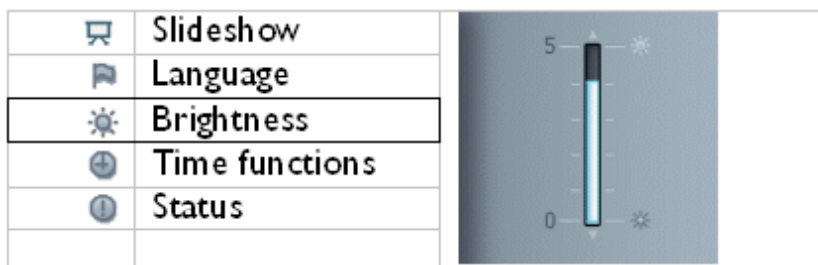 Slideshow
Language
Brightness
Time functions
Status
5
0